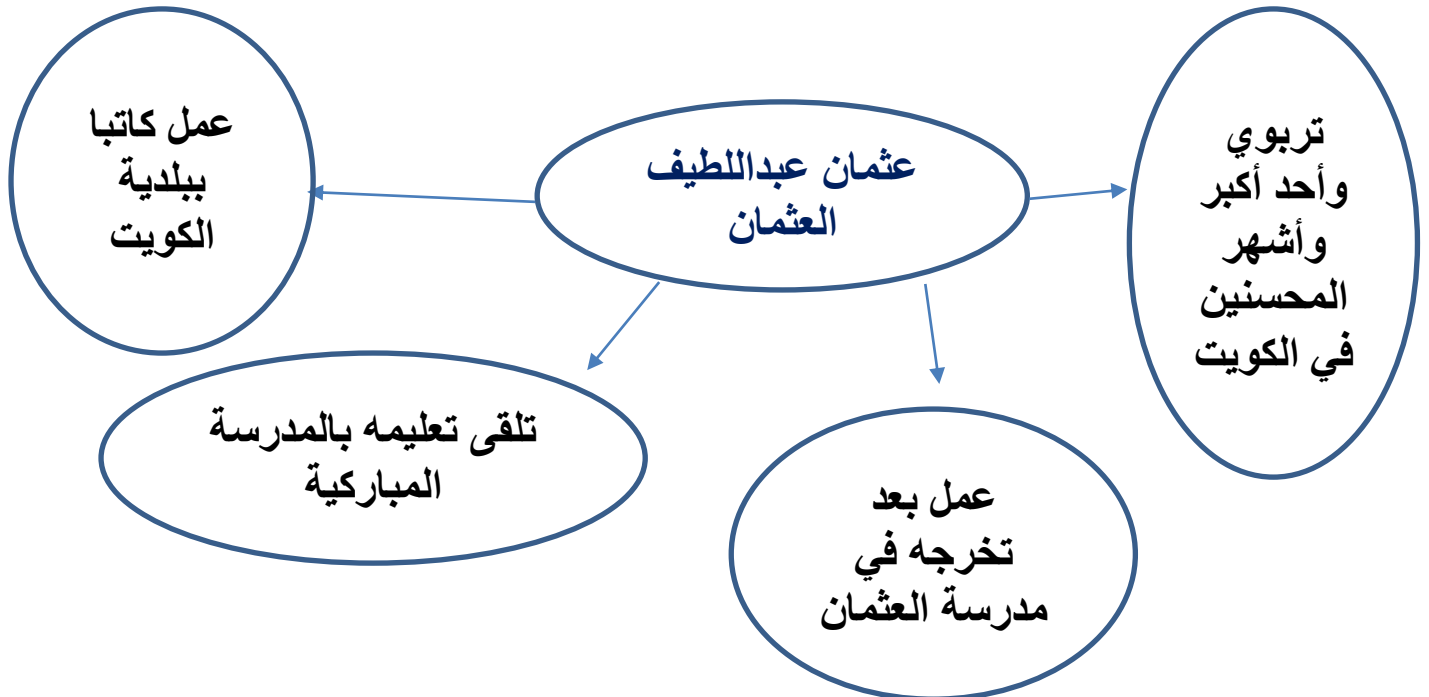 عثمان عبداللطيف
العثمان
تربوي
وأحد أكبر
وأشهر
المحسنين
في الكويت
عمل بعد
تخرجه في
مدرسة العثمان
تلقى تعليمه بالمدرسة
المباركية
عمل كاتبا
ببلدية
الكويت